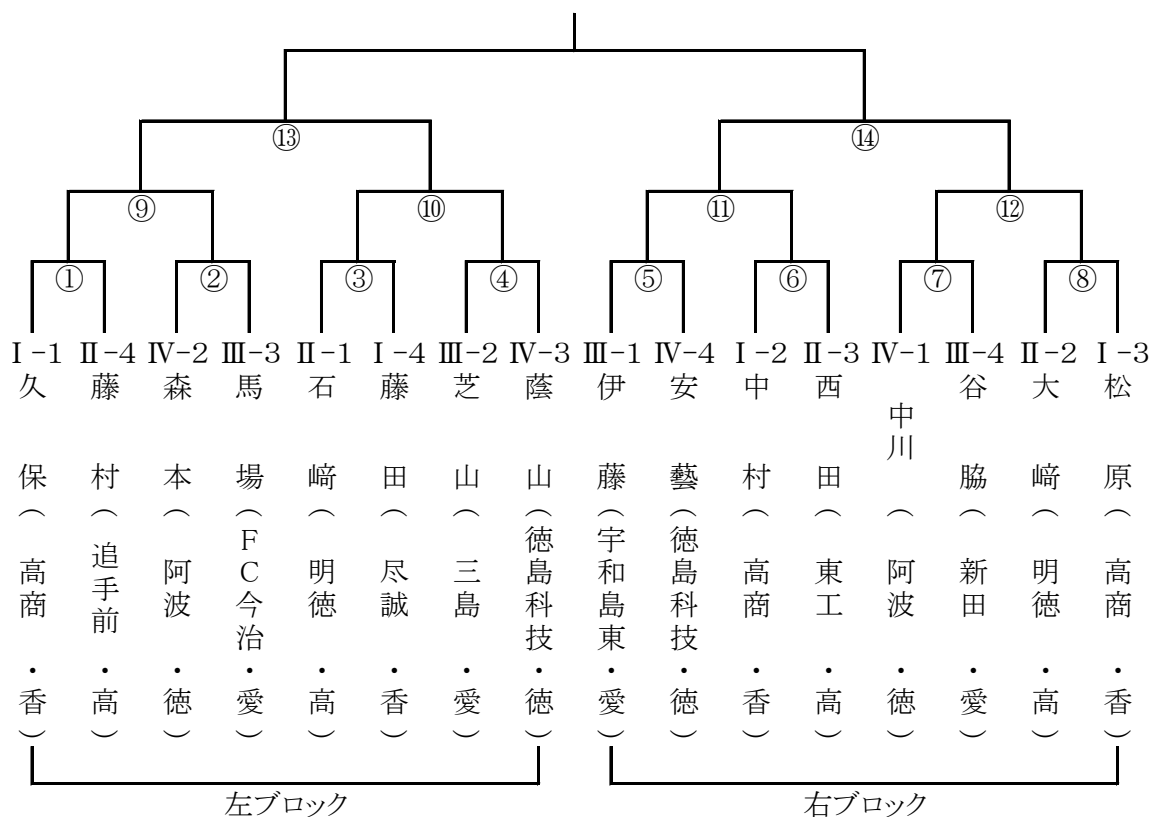 ⑬ ⑭
⑨ ⑩ ⑪ ⑫
① ② ③ ④ ⑤ ⑥ ⑦ ⑧
Ⅰ-1 Ⅱ-4 Ⅳ-2 Ⅲ-3 Ⅱ-1 Ⅰ-4 Ⅲ-2 Ⅳ-3 Ⅲ-1 Ⅳ-4 Ⅰ-2 Ⅱ-3 Ⅳ-1 Ⅲ-4 Ⅱ-2 Ⅰ-3
久保(高商・香)
藤村(追手前・高)
森本(阿波・徳)
馬場(FC今治・愛)
石﨑(明徳・高)
藤田(尽誠・香)
芝山(三島・愛)
蔭山(徳島科技・徳)
伊藤(宇和島東・愛)
安藝(徳島科技・徳)
中村(高商・香)
西田(東工・高)
中川(阿波・徳)
谷脇(新田・愛)
大﨑(明徳・高)
松原(高商・香)
左ブロック 右ブロック